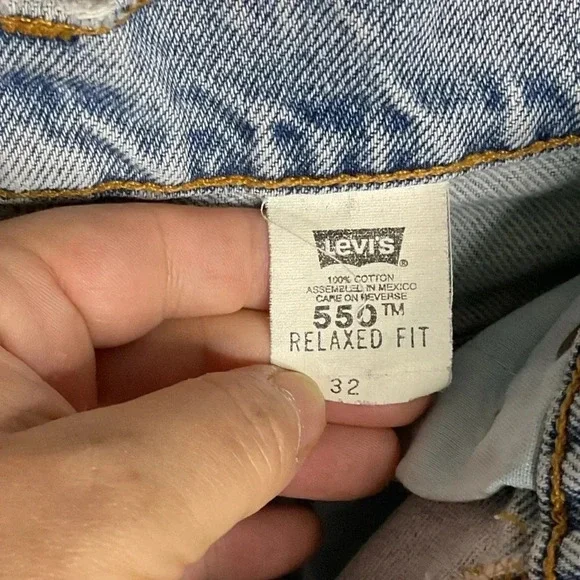 Levi's
®
100% COTTON
ASSEMBLED IN MEXICO
CARE ON REVERSE
550™
RELAXED FIT
32